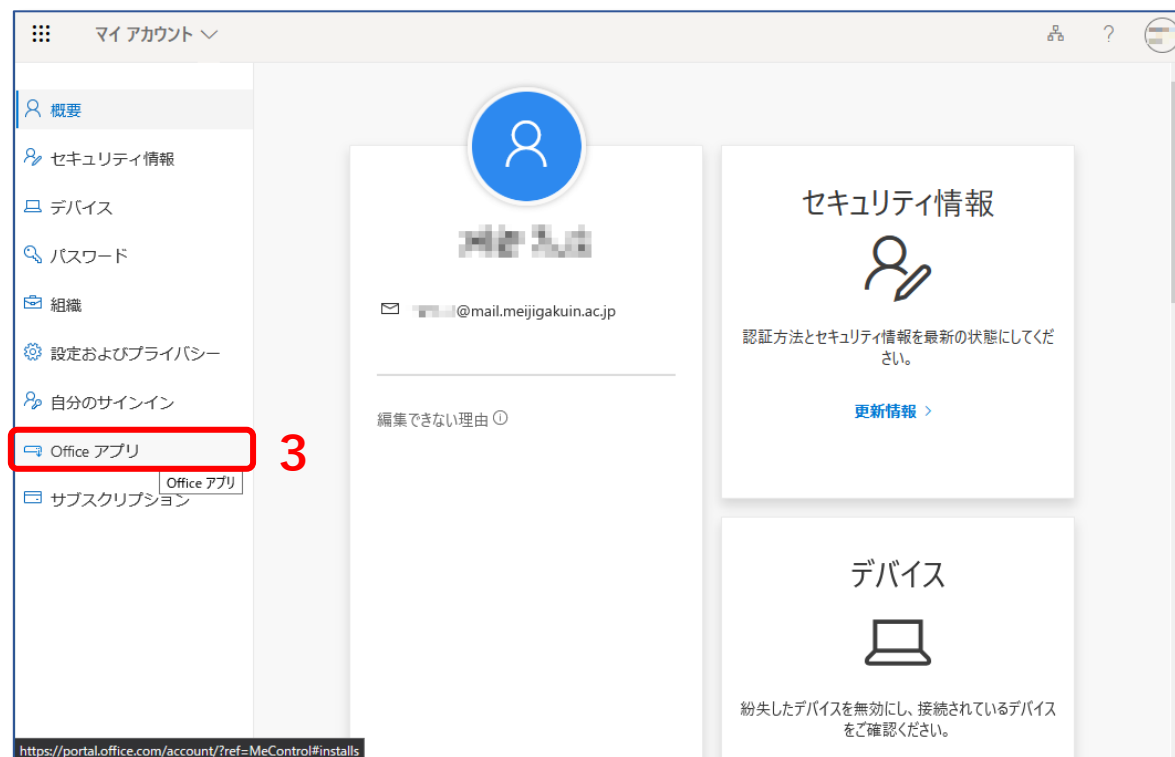 マイ アカウント
?
概要
セキュリティ情報
デバイス
パスワード
組織
設定およびプライバシー
自分のサインイン
Office アプリ
3
Office アプリ
サブスクリプション
@mail.meijigakuin.ac.jp
編集できない理由
セキュリティ情報
認証方法とセキュリティ情報を最新の状態にしてくだ
さい。
更新情報 >
デバイス
紛失したデバイスを無効にし、接続されているデバイス
をご確認ください。
https://portal.office.com/account/?ref=MeControl#installs